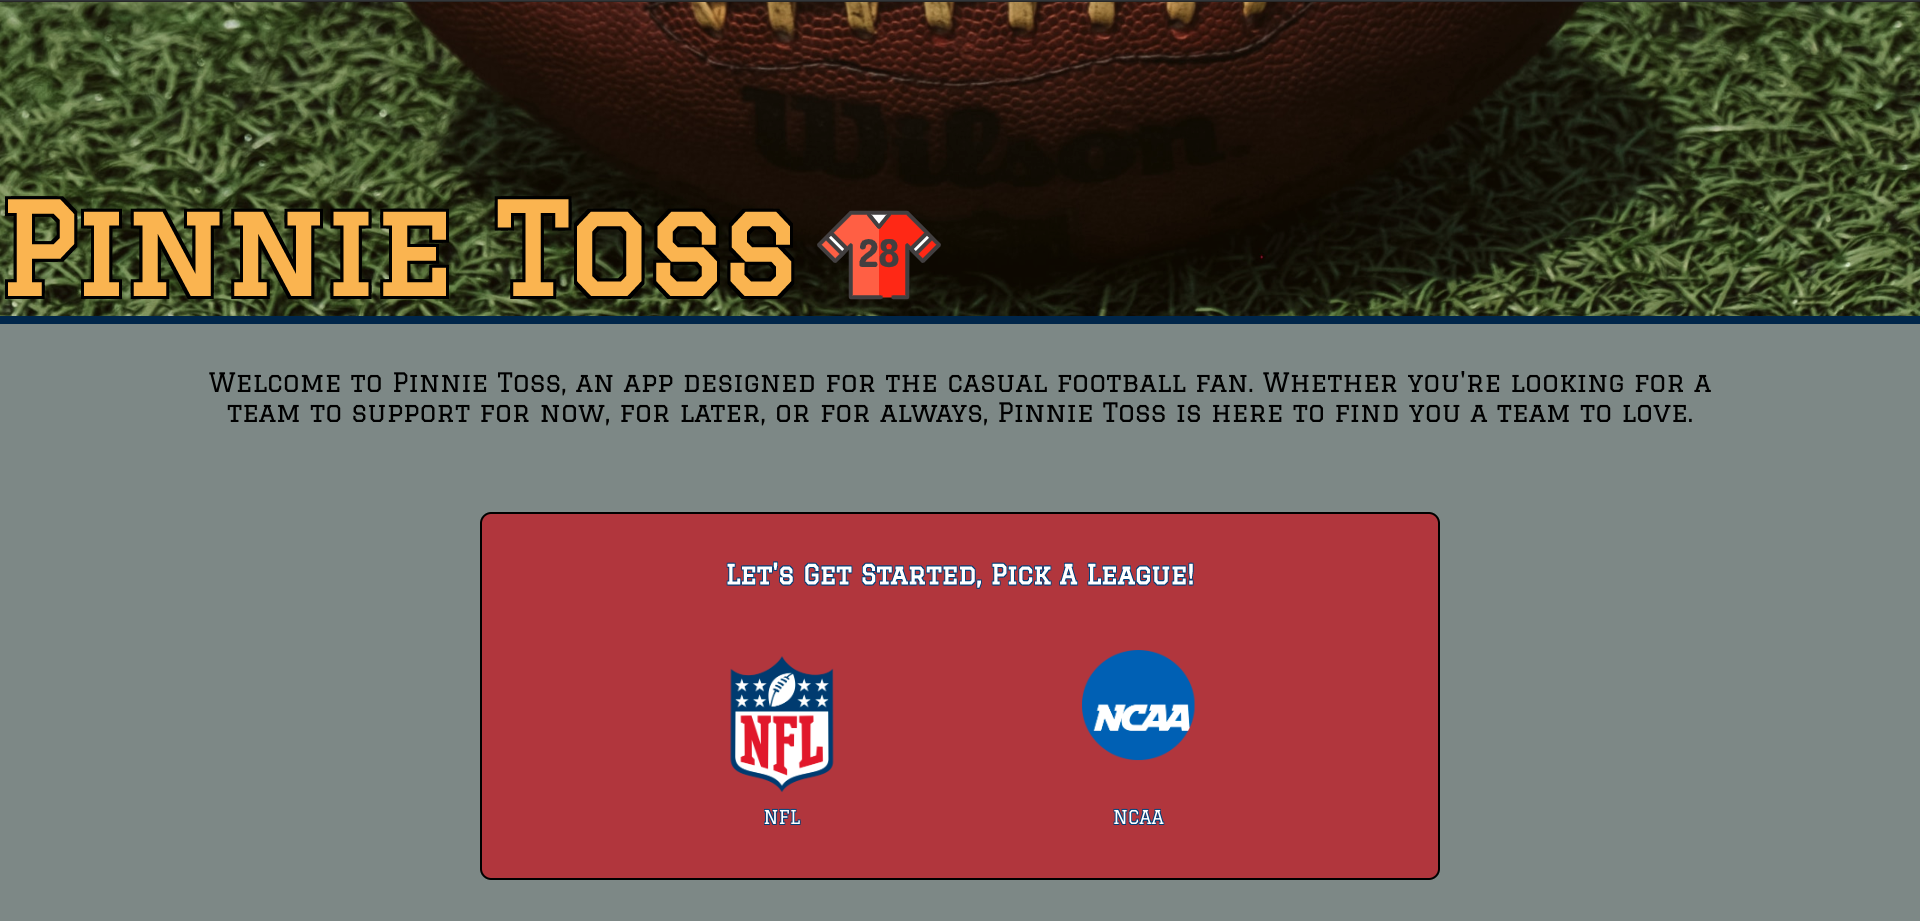 Wilson
Pinnie Toss
28
Welcome to Pinnie Toss, an app designed for the casual football fan. Whether you're looking for a
team to support for now, for later, or for always, Pinnie Toss is here to find you a team to love.
Let's Get Started, Pick A League!
NFL
NCAA
NFL
NCAA